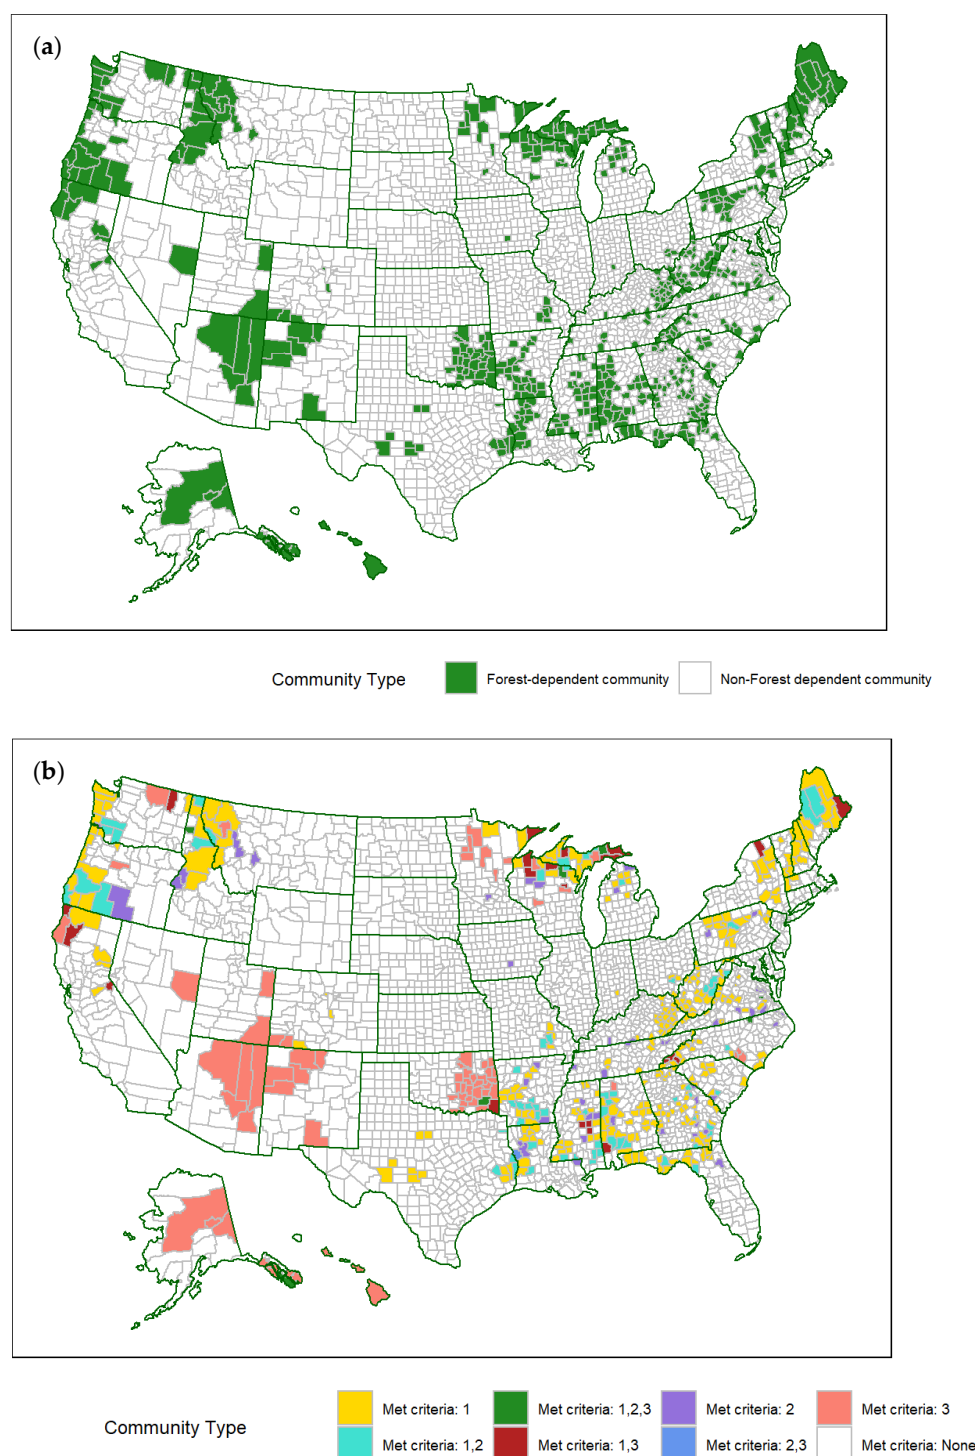 (a)
Community Type Forest-dependent community Non-Forest dependent community
(b)
Met criteria: 1 Met criteria: 1,2,3 Met criteria: 2 Met criteria: 3
Community Type
Met criteria: 1,2 Met criteria: 1,3 Met criteria: 2,3 Met criteria: None